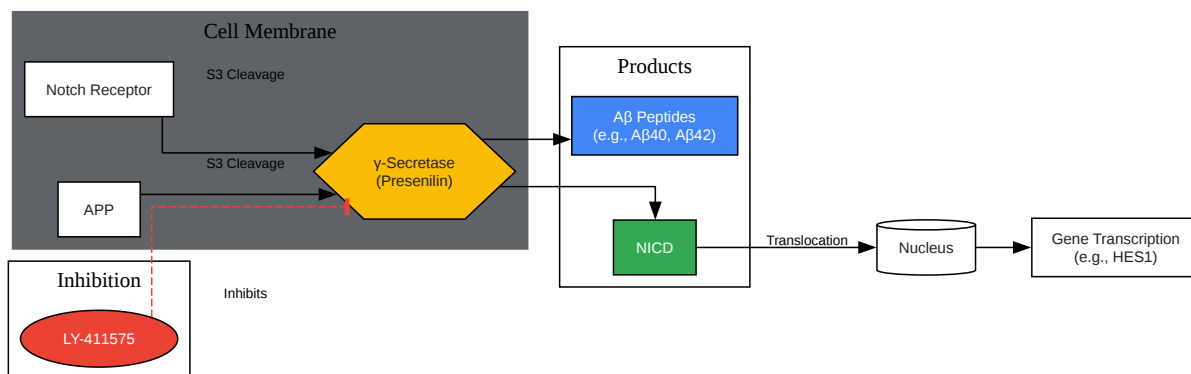 Cell Membrane
S3 Cleavage
Notch Receptor
S3 Cleavage
γ-Secretase
(Presenilin)
APP
Products
Aβ Peptides
(e.g., Aβ40, Aβ42)
NICD
Translocation
Nucleus
Gene Transcription
(e.g., HES1)
Inhibition
Inhibits
LY-411575